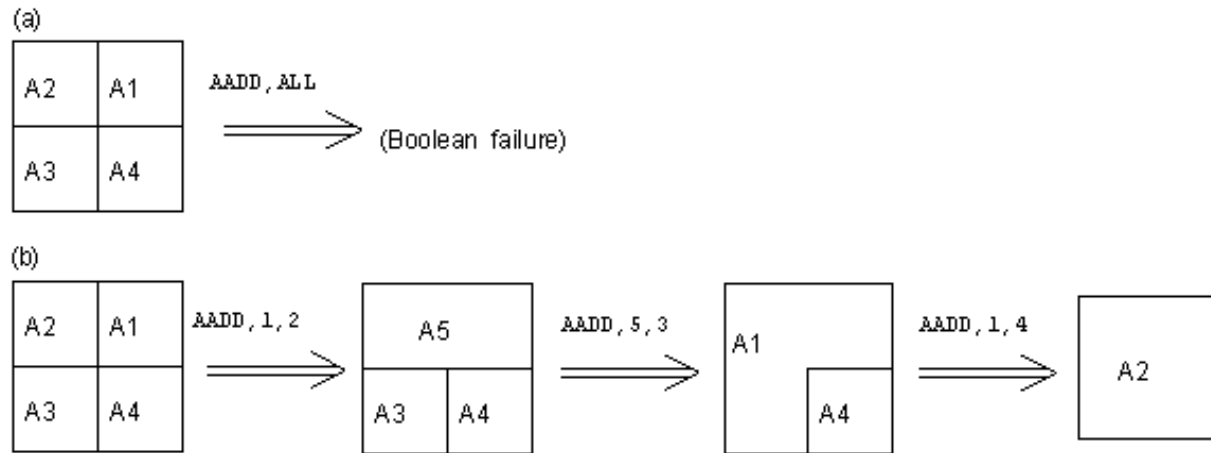 (a)
A2 A1
AADD,ALL
(Boolean failure)
A3 A4
(b)
A2 A1
AADD,1,2
A5
AADD,5,3
A1
AADD,1,4
A2
A3 A4
A3 A4
A4